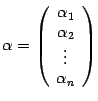 α = ( α₁
α₂
⋮
αₙ )